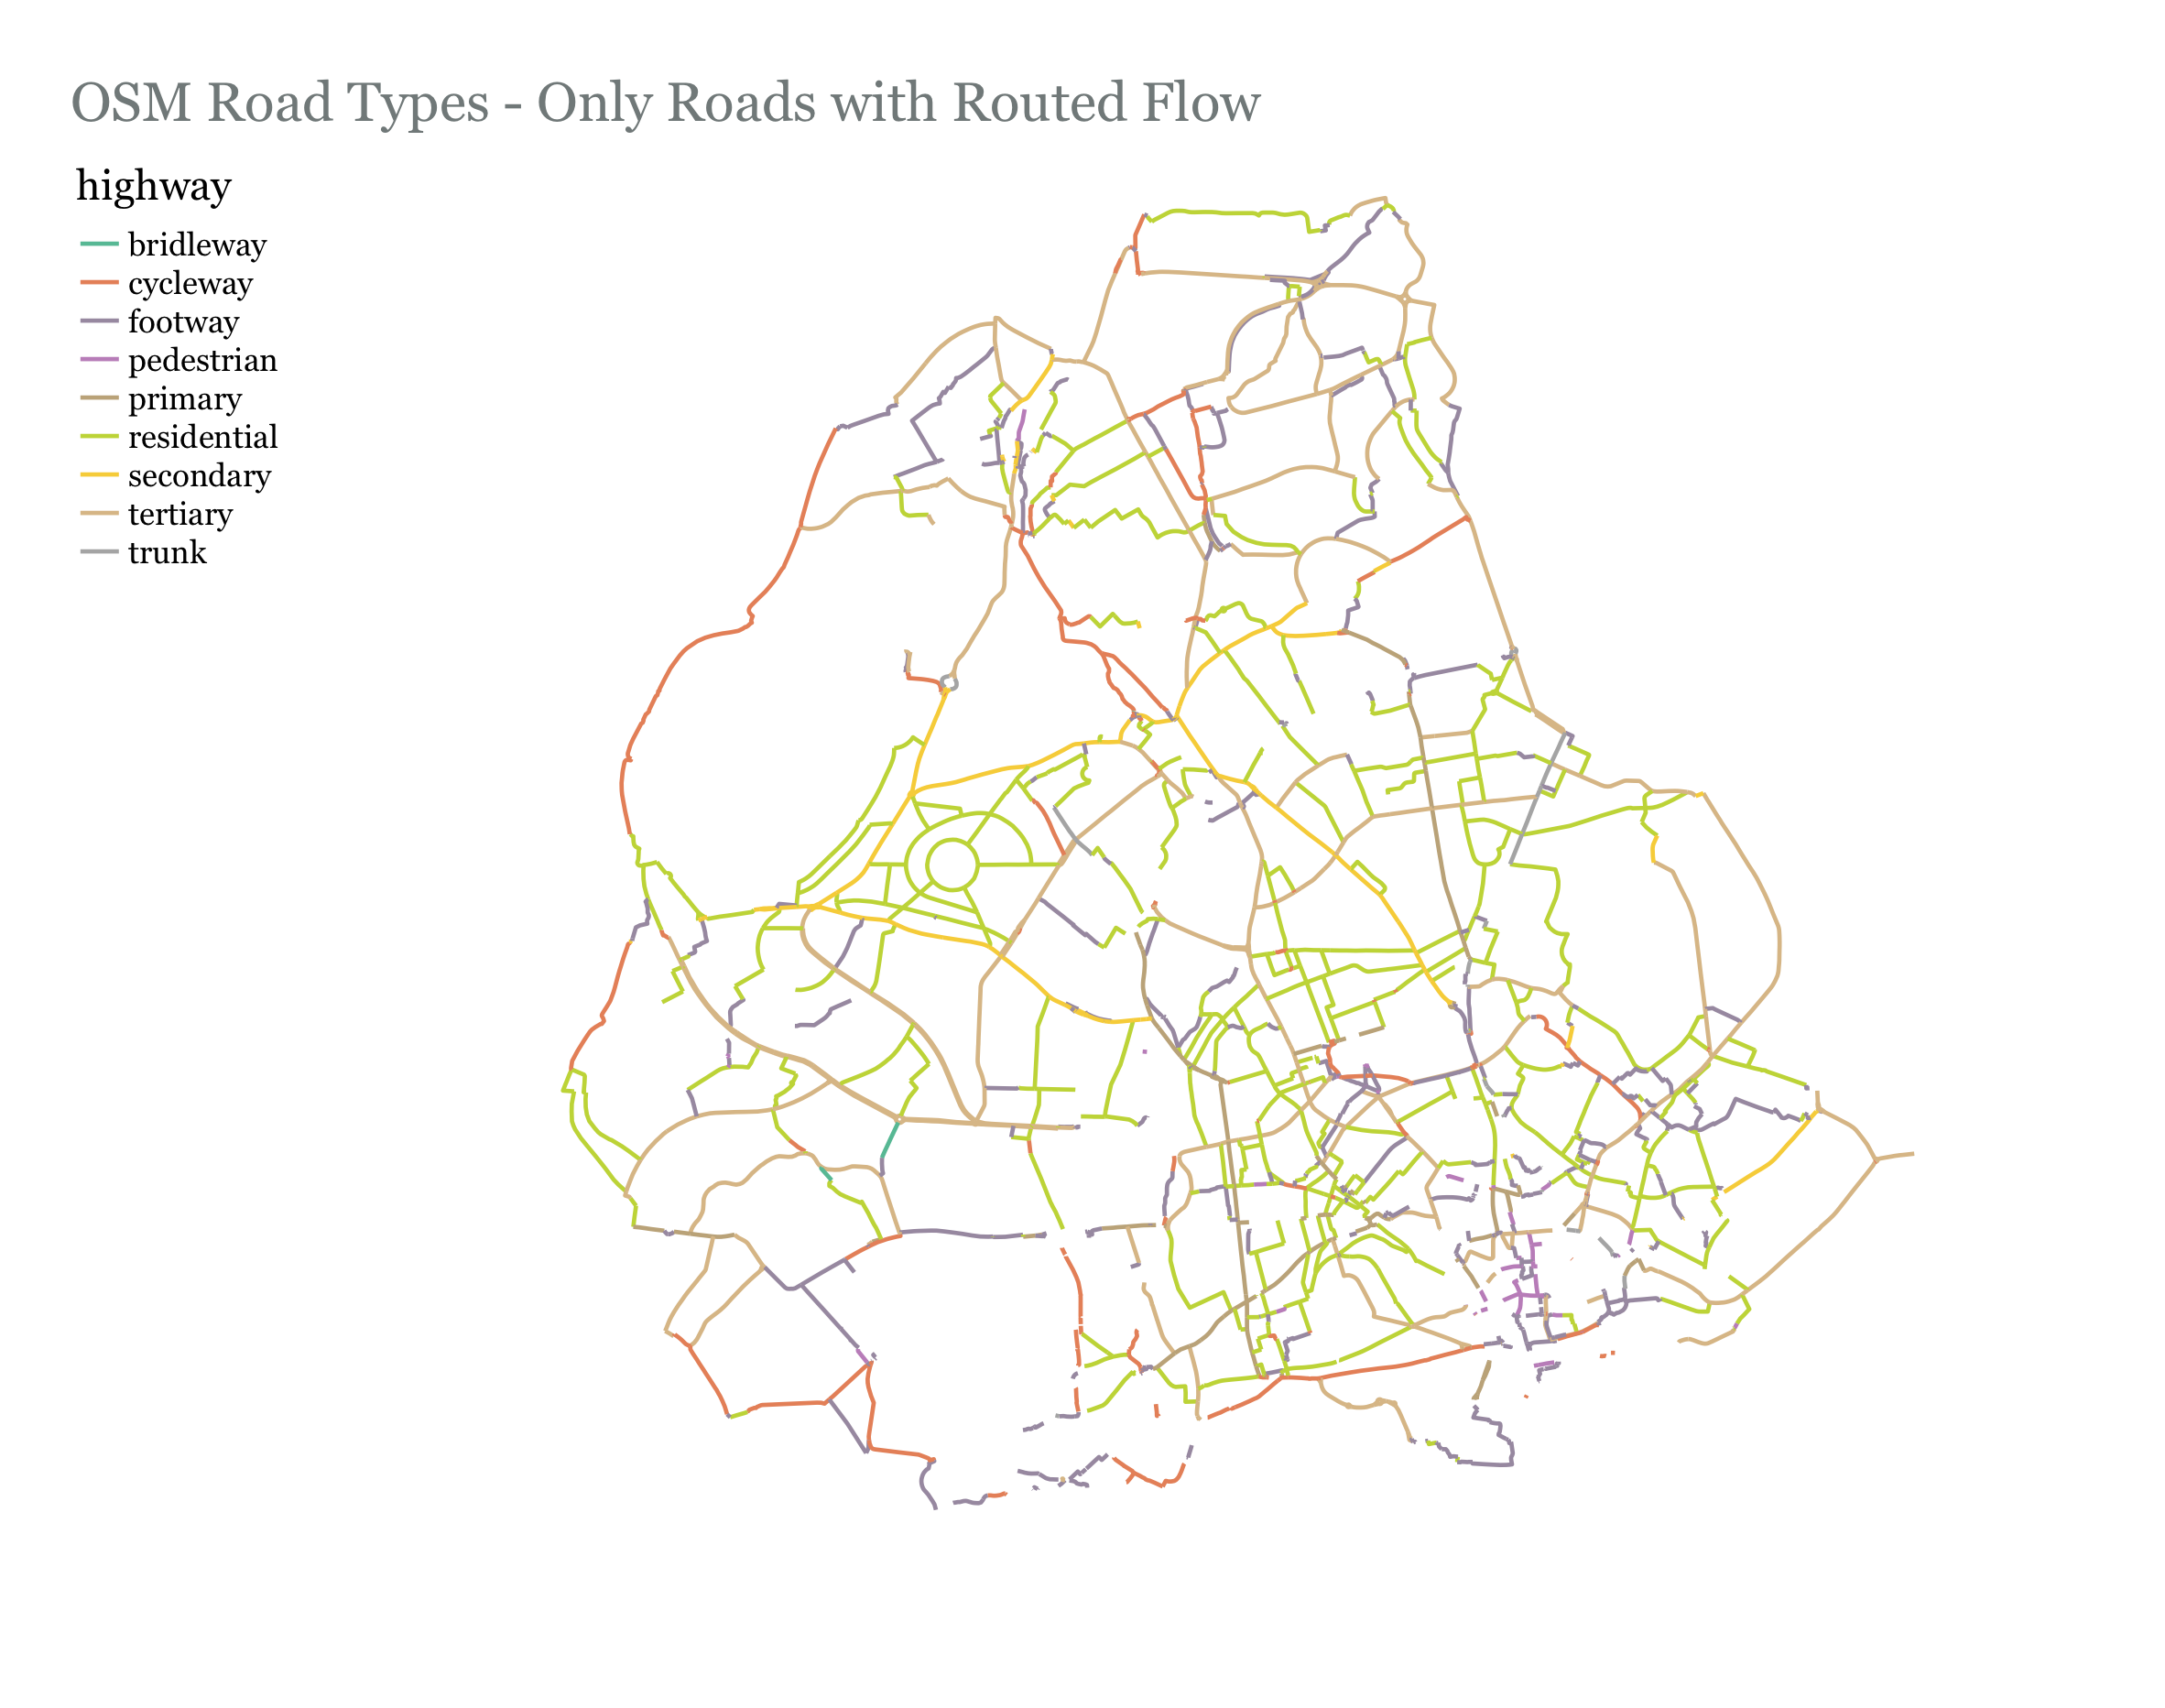 OSM Road Types - Only Roads with Routed Flow
highway
bridleway
cycleway
footway
pedestrian
primary
residential
secondary
tertiary
trunk